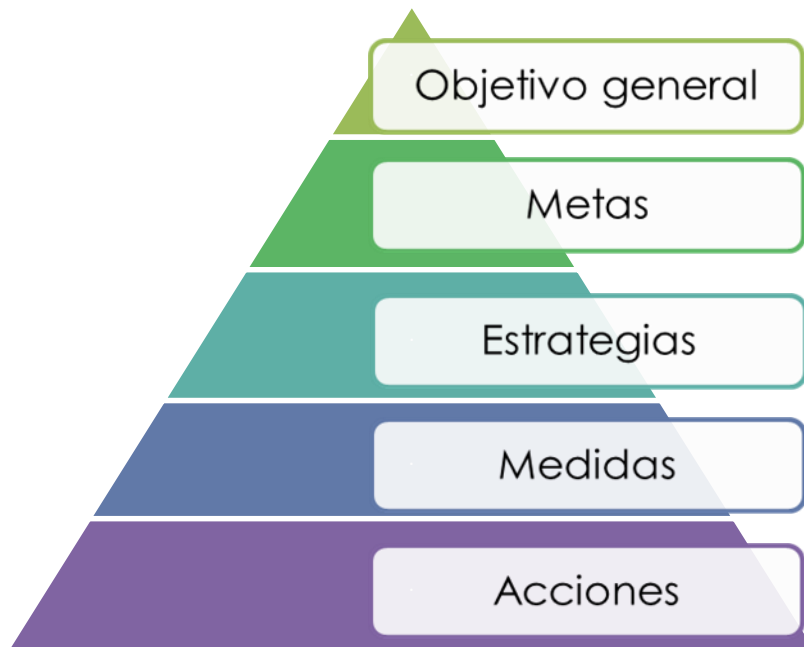 Objetivo general
Metas
Estrategias
Medidas
Acciones